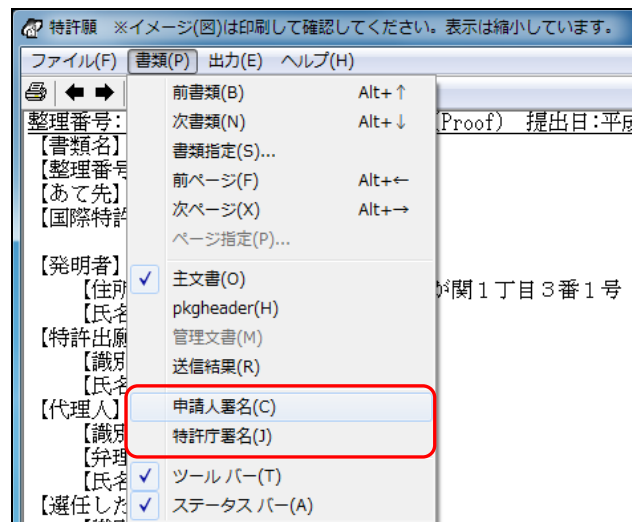 特許願 ※イメージ(図)は印刷して確認してください。表示は縮小しています。
ファイル(F) 書類(P) 出力(E) ヘルプ(H)
前書類(B) Alt+↑
次書類(N) Alt+↓
書類指定(S)...
前ページ(F) Alt+←
次ページ(X) Alt+→
ページ指定(P)...
✓ 主文書(O)
pkgheader(H)
管理文書(M)
送信結果(R)
申請人署名(C)
特許庁署名(J)
✓ ツール バー(T)
✓ ステータス バー(A)
整理番号: (Proof) 提出日:平成
【書類名】
【整理番号
【あて先】
【国際特許
【発明者】
【住所 が関1丁目3番1号
【氏名
【特許出願
【識別
【氏名
【代理人】
【識別
【弁理
【氏名
【選任した